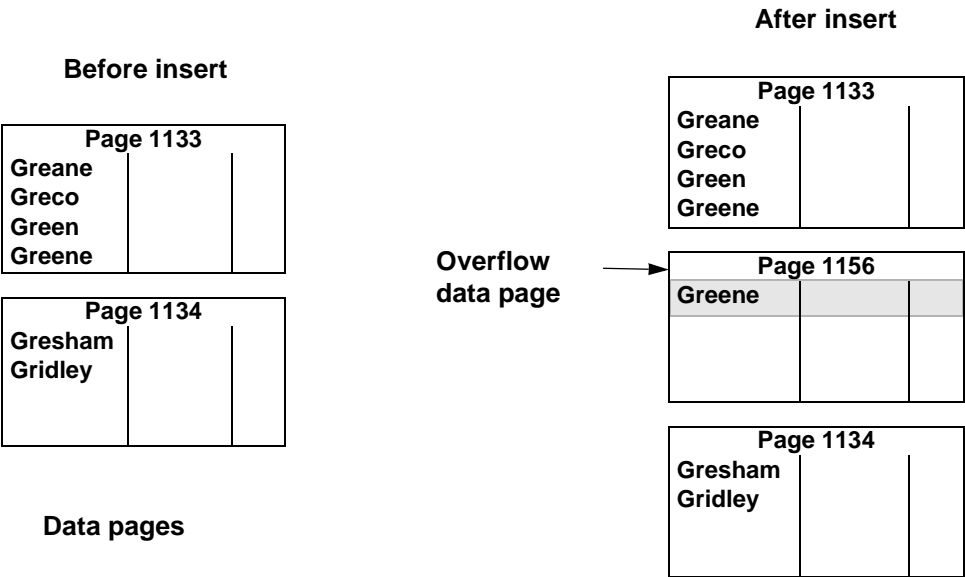 Before insert
Page 1133
Greane
Greco
Green
Greene
Page 1134
Gresham
Gridley
Data pages
After insert
Page 1133
Greane
Greco
Green
Greene
Overflow
data page
Page 1156
Greene
Page 1134
Gresham
Gridley